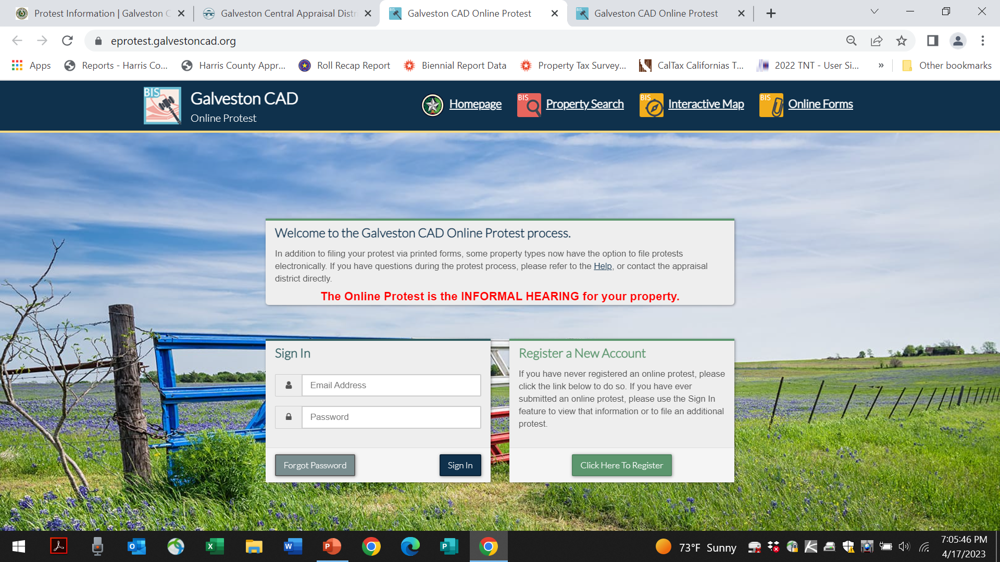 Protest Information | Galveston C
Galveston Central Appraisal Distri
Galveston CAD Online Protest
Galveston CAD Online Protest
eprotest.galvestoncad.org
Apps
Reports - Harris Co...
Harris County Appr...
Roll Recap Report
Biennial Report Data
Property Tax Survey...
CalTax Californias T...
2022 TNT - User Si...
»
Other bookmarks
BIS
Galveston CAD
Online Protest
Homepage
BIS
Property Search
BIS
Interactive Map
BIS
Online Forms
Welcome to the Galveston CAD Online Protest process.
In addition to filing your protest via printed forms, some property types now have the option to file protests
electronically. If you have questions during the protest process, please refer to the Help, or contact the appraisal
district directly.
The Online Protest is the INFORMAL HEARING for your property.
Sign In
Email Address
Password
Forgot Password
Sign In
Register a New Account
If you have never registered an online protest, please
click the link below to do so. If you have ever
submitted an online protest, please use the Sign In
feature to view that information or to file an additional
protest.
Click Here To Register
73°F Sunny
7:05:46 PM
4/17/2023